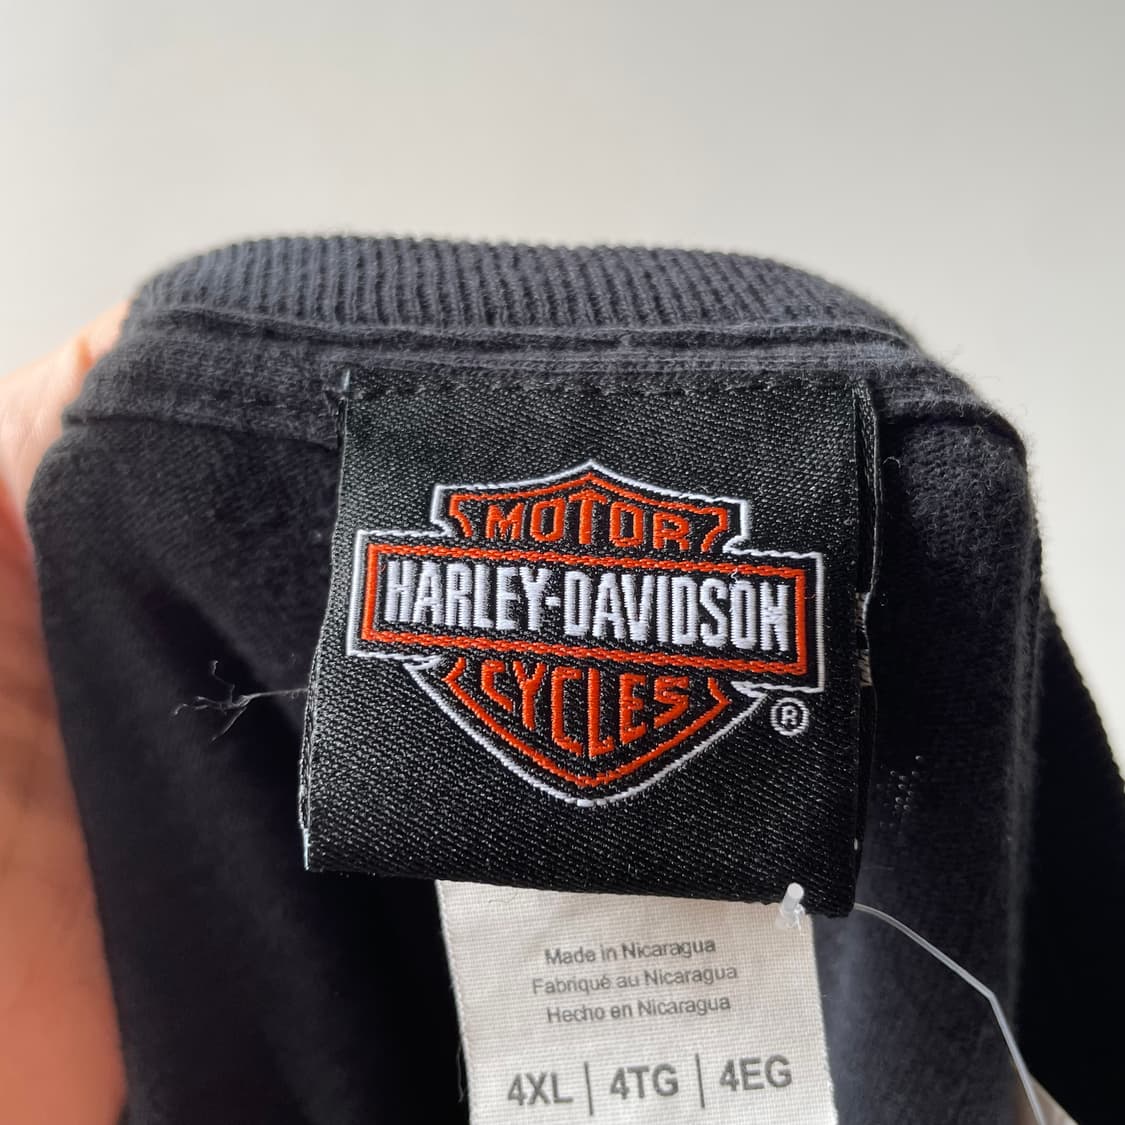 MOTOR
HARLEY-DAVIDSON
CYCLES
®
Made in Nicaragua
Fabriqué au Nicaragua
Hecho en Nicaragua
4XL | 4TG | 4EG